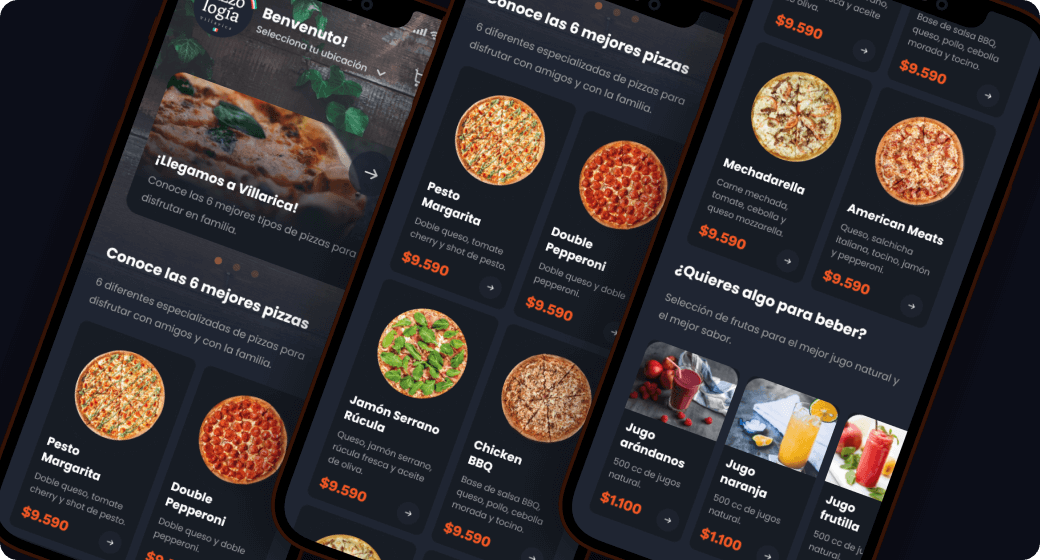 logía
Benvenuto!
Selecciona tu ubicación
¡Llegamos a Villarica!
Conoce las 6 mejores tipos de pizzas para
disfrutar en familia.
Conoce las 6 mejores pizzas
6 diferentes especializadas de pizzas para
disfrutar con amigos y con la familia.
Pesto
Margarita
Doble queso, tomate
cherry y shot de pesto.
$9.590
Double
Pepperoni
Doble queso y doble
pepperoni.
Conoce las 6 mejores pizzas
6 diferentes especializadas de pizzas para
disfrutar con amigos y con la familia.
Pesto
Margarita
Doble queso, tomate
cherry y shot de pesto.
$9.590
Double
Pepperoni
Doble queso y doble
pepperoni.
$9.590
Jamón Serrano
Rúcula
Queso, jamón serrano,
rúcula fresca y aceite
de oliva.
$9.590
Chicken
BBQ
Base de salsa BBQ,
queso, pollo, cebolla
morada y tocino.
$9.590
rúcula fresca y aceite
de oliva.
$9.590
Base de salsa BBQ,
queso, pollo, cebolla
morada y tocino.
$9.590
Mechadarella
Carne mechada,
tomate, cebolla y
queso mozzarella.
$9.590
American Meats
Queso, salchicha
italiana, tocino, jamón
y pepperoni.
$9.590
¿Quieres algo para beber?
Selección de frutas para el mejor jugo natural y
el mejor sabor.
Jugo
arándanos
500 cc de jugos
natural.
$1.100
Jugo
naranja
500 cc de jugos
natural.
$1.100
Jugo
frutilla
500 cc de
natural.